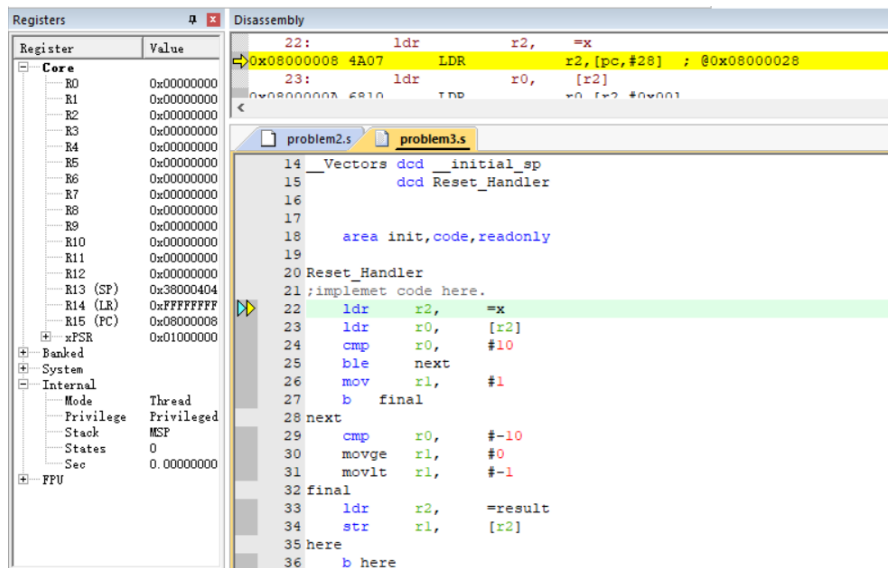 Registers
Register Value
Core
R0 0x00000000
R1 0x00000000
R2 0x00000000
R3 0x00000000
R4 0x00000000
R5 0x00000000
R6 0x00000000
R7 0x00000000
R8 0x00000000
R9 0x00000000
R10 0x00000000
R11 0x00000000
R12 0x00000000
R13 (SP) 0x38000404
R14 (LR) 0xFFFFFFFF
R15 (PC) 0x08000008
xPSR 0x01000000
Banked
System
Internal
Mode Thread
Privilege Privileged
Stack MSP
States 0
Sec 0.00000000
FPU
Disassembly
22: ldr r2, =x
0x08000008 4A07 LDR r2,[pc,#28] ; @0x08000028
23: ldr r0, [r2]
0x0800000A 6810 LDR r0,[r2,#0x00]
problem2.s problem3.s
14 __Vectors dcd __initial_sp
15 dcd Reset_Handler
16
17
18 area init,code,readonly
19
20 Reset_Handler
21 ;implemet code here.
22 ldr r2, =x
23 ldr r0, [r2]
24 cmp r0, #10
25 ble next
26 mov r1, #1
27 b final
28 next
29 cmp r0, #-10
30 movge r1, #0
31 movlt r1, #-1
32 final
33 ldr r2, =result
34 str r1, [r2]
35 here
36 b here